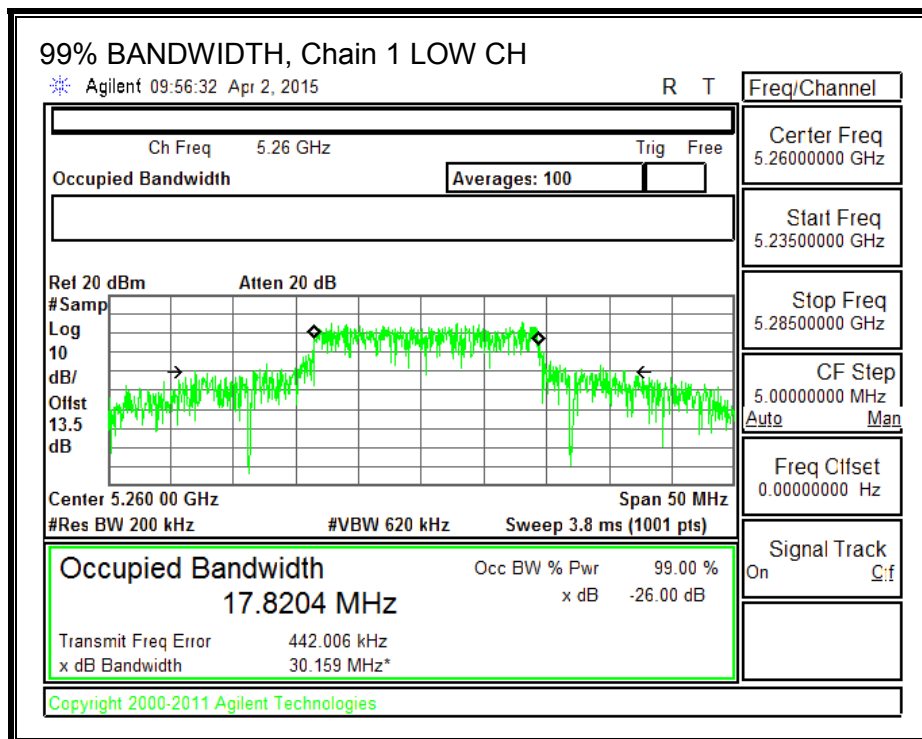 99% BANDWIDTH, Chain 1 LOW CH
Agilent 09:56:32 Apr 2, 2015 R T
Freq/Channel
Ch Freq 5.26 GHz Trig Free
Occupied Bandwidth Averages: 100
Center Freq
5.26000000 GHz
Start Freq
5.23500000 GHz
Stop Freq
5.28500000 GHz
CF Step
5.00000000 MHz
Auto Man
Freq Offset
0.00000000 Hz
Signal Track
On Off
Ref 20 dBm Atten 20 dB
#Samp
Log
10
dB/
Offst
13.5
dB
Center 5.260 00 GHz Span 50 MHz
#Res BW 200 kHz #VBW 620 kHz Sweep 3.8 ms (1001 pts)
Occupied Bandwidth Occ BW % Pwr 99.00 %
17.8204 MHz x dB -26.00 dB
Transmit Freq Error 442.006 kHz
x dB Bandwidth 30.159 MHz*
Copyright 2000-2011 Agilent Technologies